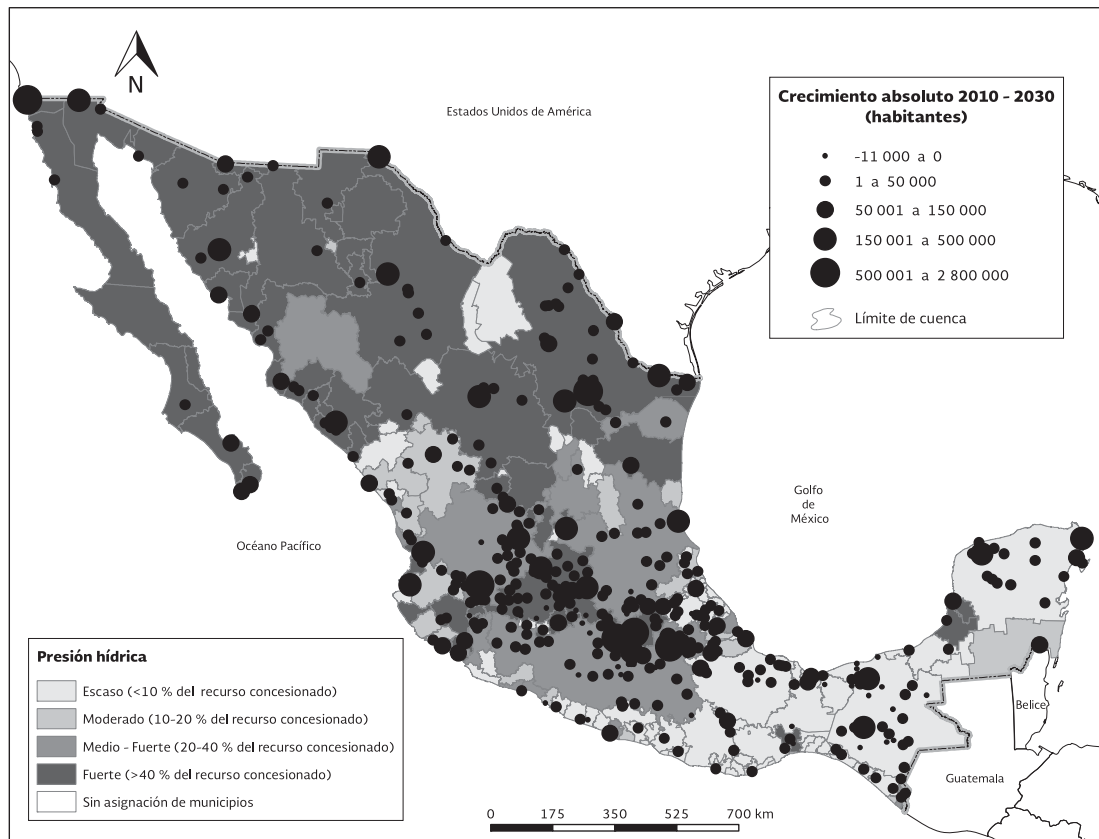 N
Estados Unidos de América
Crecimiento absoluto 2010 - 2030
(habitantes)
-11 000 a 0
1 a 50 000
50 001 a 150 000
150 001 a 500 000
500 001 a 2 800 000
Límite de cuenca
Golfo
de
México
Océano Pacífico
Presión hídrica
Escaso (<10 % del recurso concesionado)
Moderado (10-20 % del recurso concesionado)
Medio - Fuerte (20-40 % del recurso concesionado)
Fuerte (>40 % del recurso concesionado)
Sin asignación de municipios
Belice
Guatemala
0 175 350 525 700 km